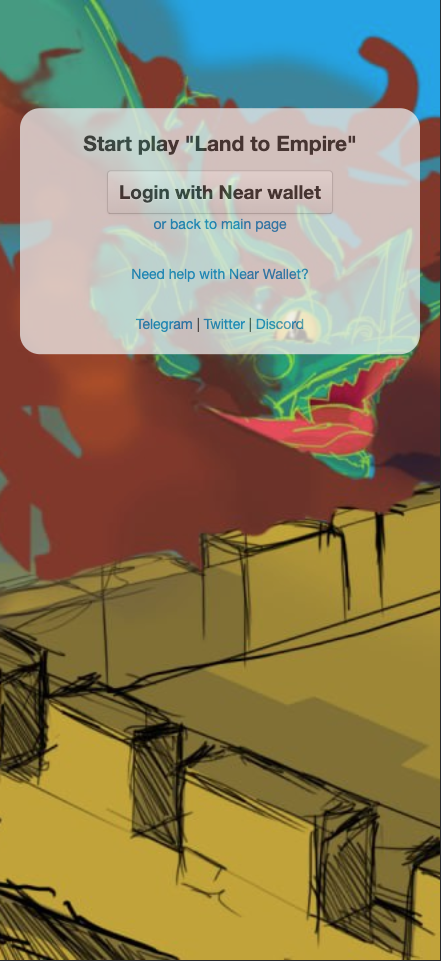 Start play "Land to Empire"
Login with Near wallet
or back to main page
Need help with Near Wallet?
Telegram | Twitter | Discord